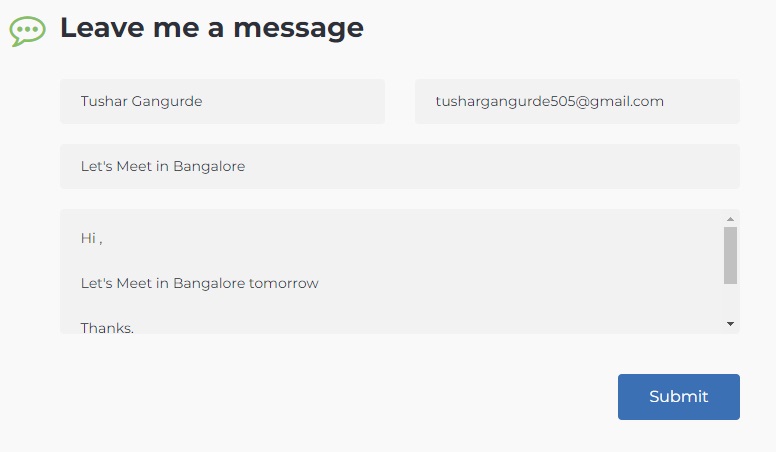 Leave me a message
Tushar Gangurde
tushargangurde505@gmail.com
Let's Meet in Bangalore
Hi ,
Let's Meet in Bangalore tomorrow
Thanks.
Submit